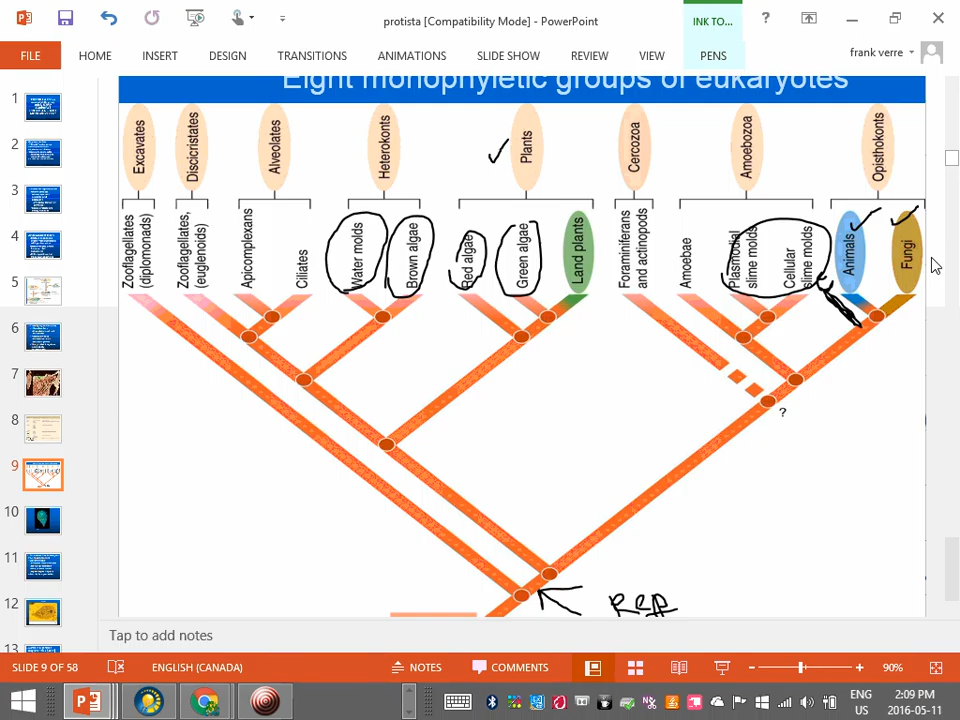 protista [Compatibility Mode] - PowerPoint
INK TO...
?
FILE
HOME
INSERT
DESIGN
TRANSITIONS
ANIMATIONS
SLIDE SHOW
REVIEW
VIEW
PENS
frank verre
Eight monophyletic groups of eukaryotes
Excavates
Discicristates
Alveolates
Heterokonts
Plants
Cercozoa
Amoebozoa
Opisthokonts
Zooflagellates
(diplomonads)
Zooflagellates,
(euglenoids)
Apicomplexans
Ciliates
Water molds
Brown algae
Red algae
Green algae
Land plants
Foraminiferans
and actinopods
Amoebae
Plasmodial
slime molds
Cellular
slime molds
Animals
Fungi
?
1
2
3
4
5
6
7
8
9
10
11
12
13
Tap to add notes
SLIDE 9 OF 58
ENGLISH (CANADA)
NOTES
COMMENTS
90%
ENG
US
2:09 PM
2016-05-11